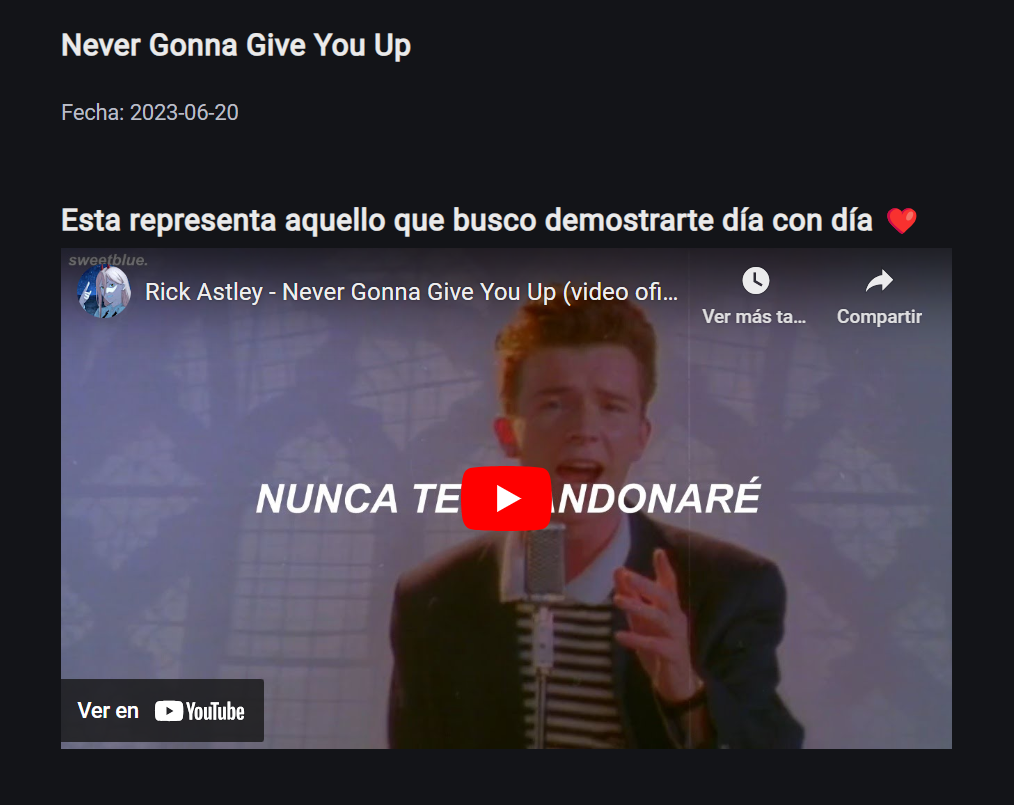 Never Gonna Give You Up
Fecha: 2023-06-20
Esta representa aquello que busco demostrarte día con día ❤️
sweetblue.
Rick Astley - Never Gonna Give You Up (video ofi...
Ver más ta...
Compartir
NUNCA TE ANDONARÉ
Ver en YouTube